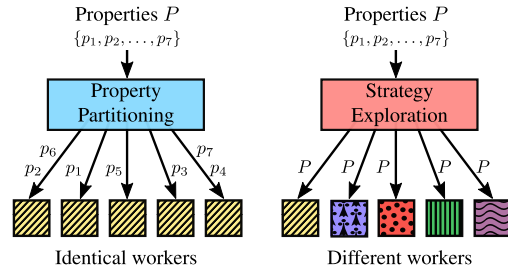 Properties P
{p1, p2, . . . , p7}
Property
Partitioning
p6
p2
p1
p5
p3
p7
p4
Identical workers
Properties P
{p1, p2, . . . , p7}
Strategy
Exploration
P
P
P
P
P
Different workers